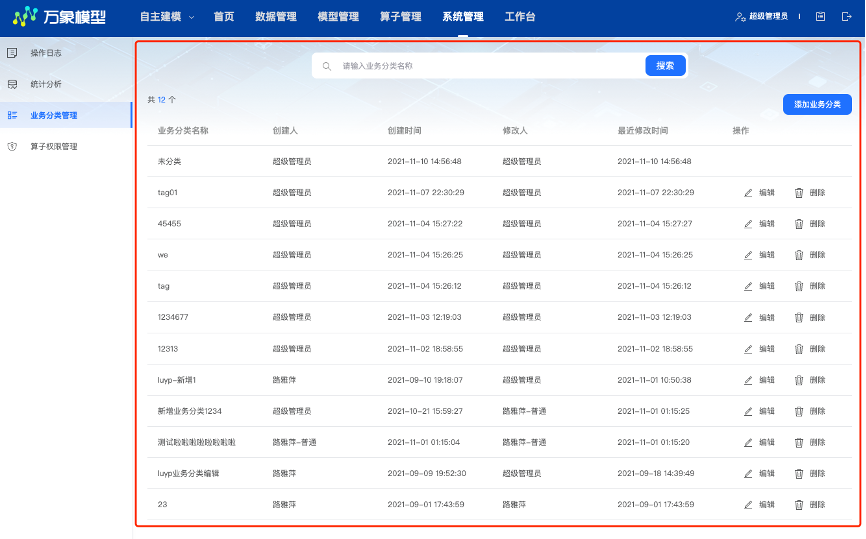 万象模型 自主建模 首页 数据管理 模型管理 算子管理 系统管理 工作台 超级管理员
操作日志
统计分析
业务分类管理
算子权限管理
请输入业务分类名称 搜索
共 12 个 添加业务分类
业务分类名称 创建人 创建时间 修改人 最近修改时间 操作
未分类 超级管理员 2021-11-10 14:56:48 超级管理员 2021-11-10 14:56:48
tag01 超级管理员 2021-11-07 22:30:29 超级管理员 2021-11-07 22:30:29 编辑 删除
45455 超级管理员 2021-11-04 15:27:22 超级管理员 2021-11-04 15:27:27 编辑 删除
we 超级管理员 2021-11-04 15:26:25 超级管理员 2021-11-04 15:26:25 编辑 删除
tag 超级管理员 2021-11-04 15:26:12 超级管理员 2021-11-04 15:26:12 编辑 删除
1234677 超级管理员 2021-11-03 12:19:03 超级管理员 2021-11-03 12:19:03 编辑 删除
12313 超级管理员 2021-11-02 18:58:55 超级管理员 2021-11-02 18:58:55 编辑 删除
luyp-新增1 路雅萍 2021-09-10 19:18:07 超级管理员 2021-11-01 10:50:38 编辑 删除
新增业务分类1234 超级管理员 2021-10-21 15:59:27 路雅萍-普通 2021-11-01 01:15:25 编辑 删除
测试啦啦啦啦啦啦啦啦 路雅萍-普通 2021-11-01 01:15:04 路雅萍-普通 2021-11-01 01:15:20 编辑 删除
luyp业务分类编辑 路雅萍 2021-09-09 19:52:30 超级管理员 2021-09-18 14:39:49 编辑 删除
23 路雅萍 2021-09-01 17:43:59 路雅萍 2021-09-01 17:43:59 编辑 删除